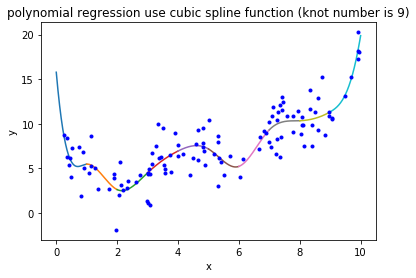 polynomial regression use cubic spline function (knot number is 9)
20
15
10
5
0
y
0 2 4 6 8 10
x